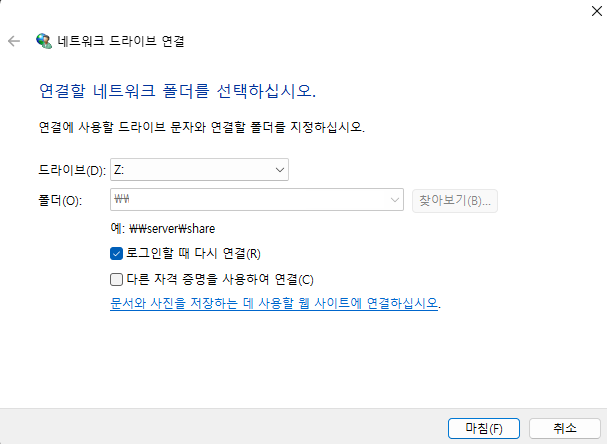 네트워크 드라이브 연결
연결할 네트워크 폴더를 선택하십시오.
연결에 사용할 드라이브 문자와 연결할 폴더를 지정하십시오.
드라이브(D): Z:
폴더(O): ₩₩ 찾아보기(B)...
예: ₩₩server₩share
로그인할 때 다시 연결(R)
다른 자격 증명을 사용하여 연결(C)
문서와 사진을 저장하는 데 사용할 웹 사이트에 연결하십시오.
마침(F) 취소